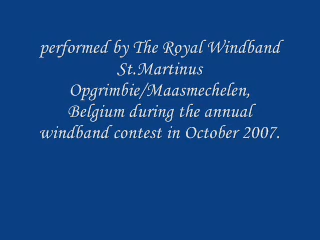 performed by The Royal Windband
St.Martinus
Opgrimbie/Maasmechelen,
Belgium during the annual
windband contest in October 2007.